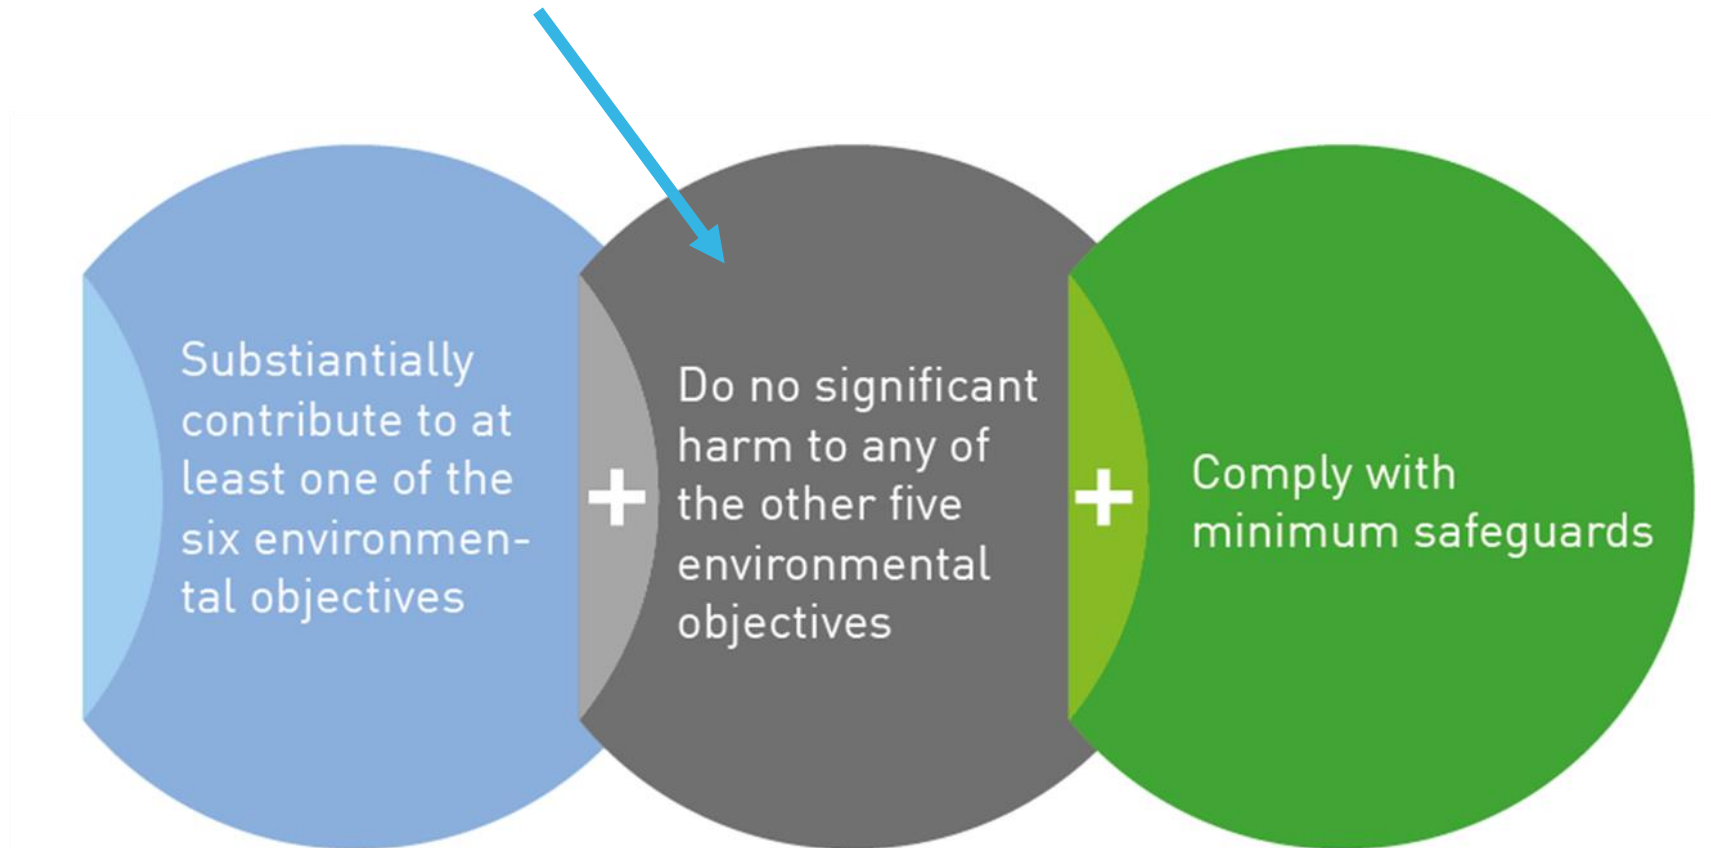 Substiantially
contribute to at
least one of the
six environmen-
tal objectives
+
Do no significant
harm to any of
the other five
environmental
objectives
+
Comply with
minimum safeguards